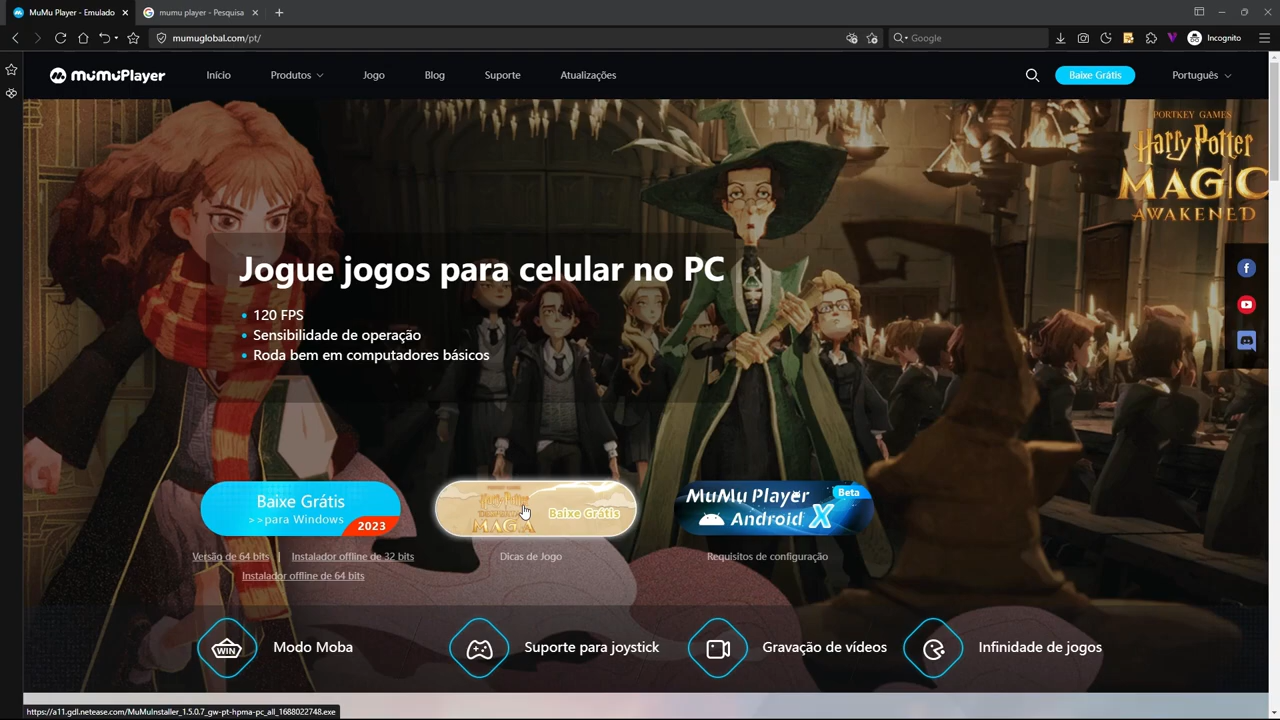 MuMu Player - Emulado
mumu player - Pesquisa
mumuglobal.com/pt/
Google
Incognito
MuMuPlayer
Início
Produtos
Jogo
Blog
Suporte
Atualizações
Baixe Grátis
Português
PORTKEY GAMES
Harry Potter
MAGIC
AWAKENED
Jogue jogos para celular no PC
120 FPS
Sensibilidade de operação
Roda bem em computadores básicos
Baixe Grátis
>>para Windows
2023
Harry Potter
MAGIA
Baixe Grátis
MuMu Player
Beta
Android X
Versão de 64 bits | Instalador offline de 32 bits
Instalador offline de 64 bits
Dicas de Jogo
Requisitos de configuração
WIN
Modo Moba
Suporte para joystick
Gravação de vídeos
Infinidade de jogos
https://a11.gdl.netease.com/MuMuInstaller_1.5.0.7_gw-pt-hpma-pc_all_1688022748.exe